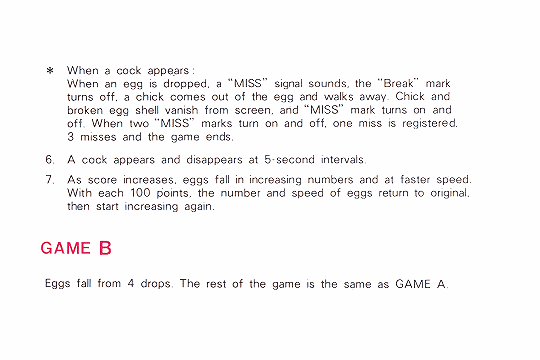 * When a cock appears:
When an egg is dropped, a "MISS" signal sounds, the "Break" mark
turns off, a chick comes out of the egg and walks away. Chick and
broken egg shell vanish from screen, and "MISS" mark turns on and
off. When two "MISS" marks turn on and off, one miss is registered.
3 misses and the game ends.
6. A cock appears and disappears at 5-second intervals.
7. As score increases, eggs fall in increasing numbers and at faster speed.
With each 100 points, the number and speed of eggs return to original,
then start increasing again.
GAME B
Eggs fall from 4 drops. The rest of the game is the same as GAME A.